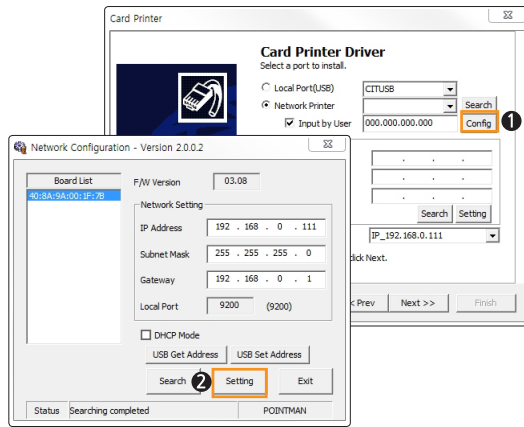 Card Printer
Card Printer Driver
Select a port to install.
Local Port(USB) CITUSB
Network Printer Search
Input by User 000.000.000.000 Config 1
. . .
. . .
. . .
Search Setting
IP_192.168.0.111
click Next.
< Prev Next >> Finish
Network Configuration - Version 2.0.0.2
Board List
40:8A:9A:00:1F:7B
F/W Version 03.08
Network Setting
IP Address 192 . 168 . 0 . 111
Subnet Mask 255 . 255 . 255 . 0
Gateway 192 . 168 . 0 . 1
Local Port 9200 (9200)
DHCP Mode
USB Get Address USB Set Address
Search 2 Setting Exit
Status Searching completed POINTMAN